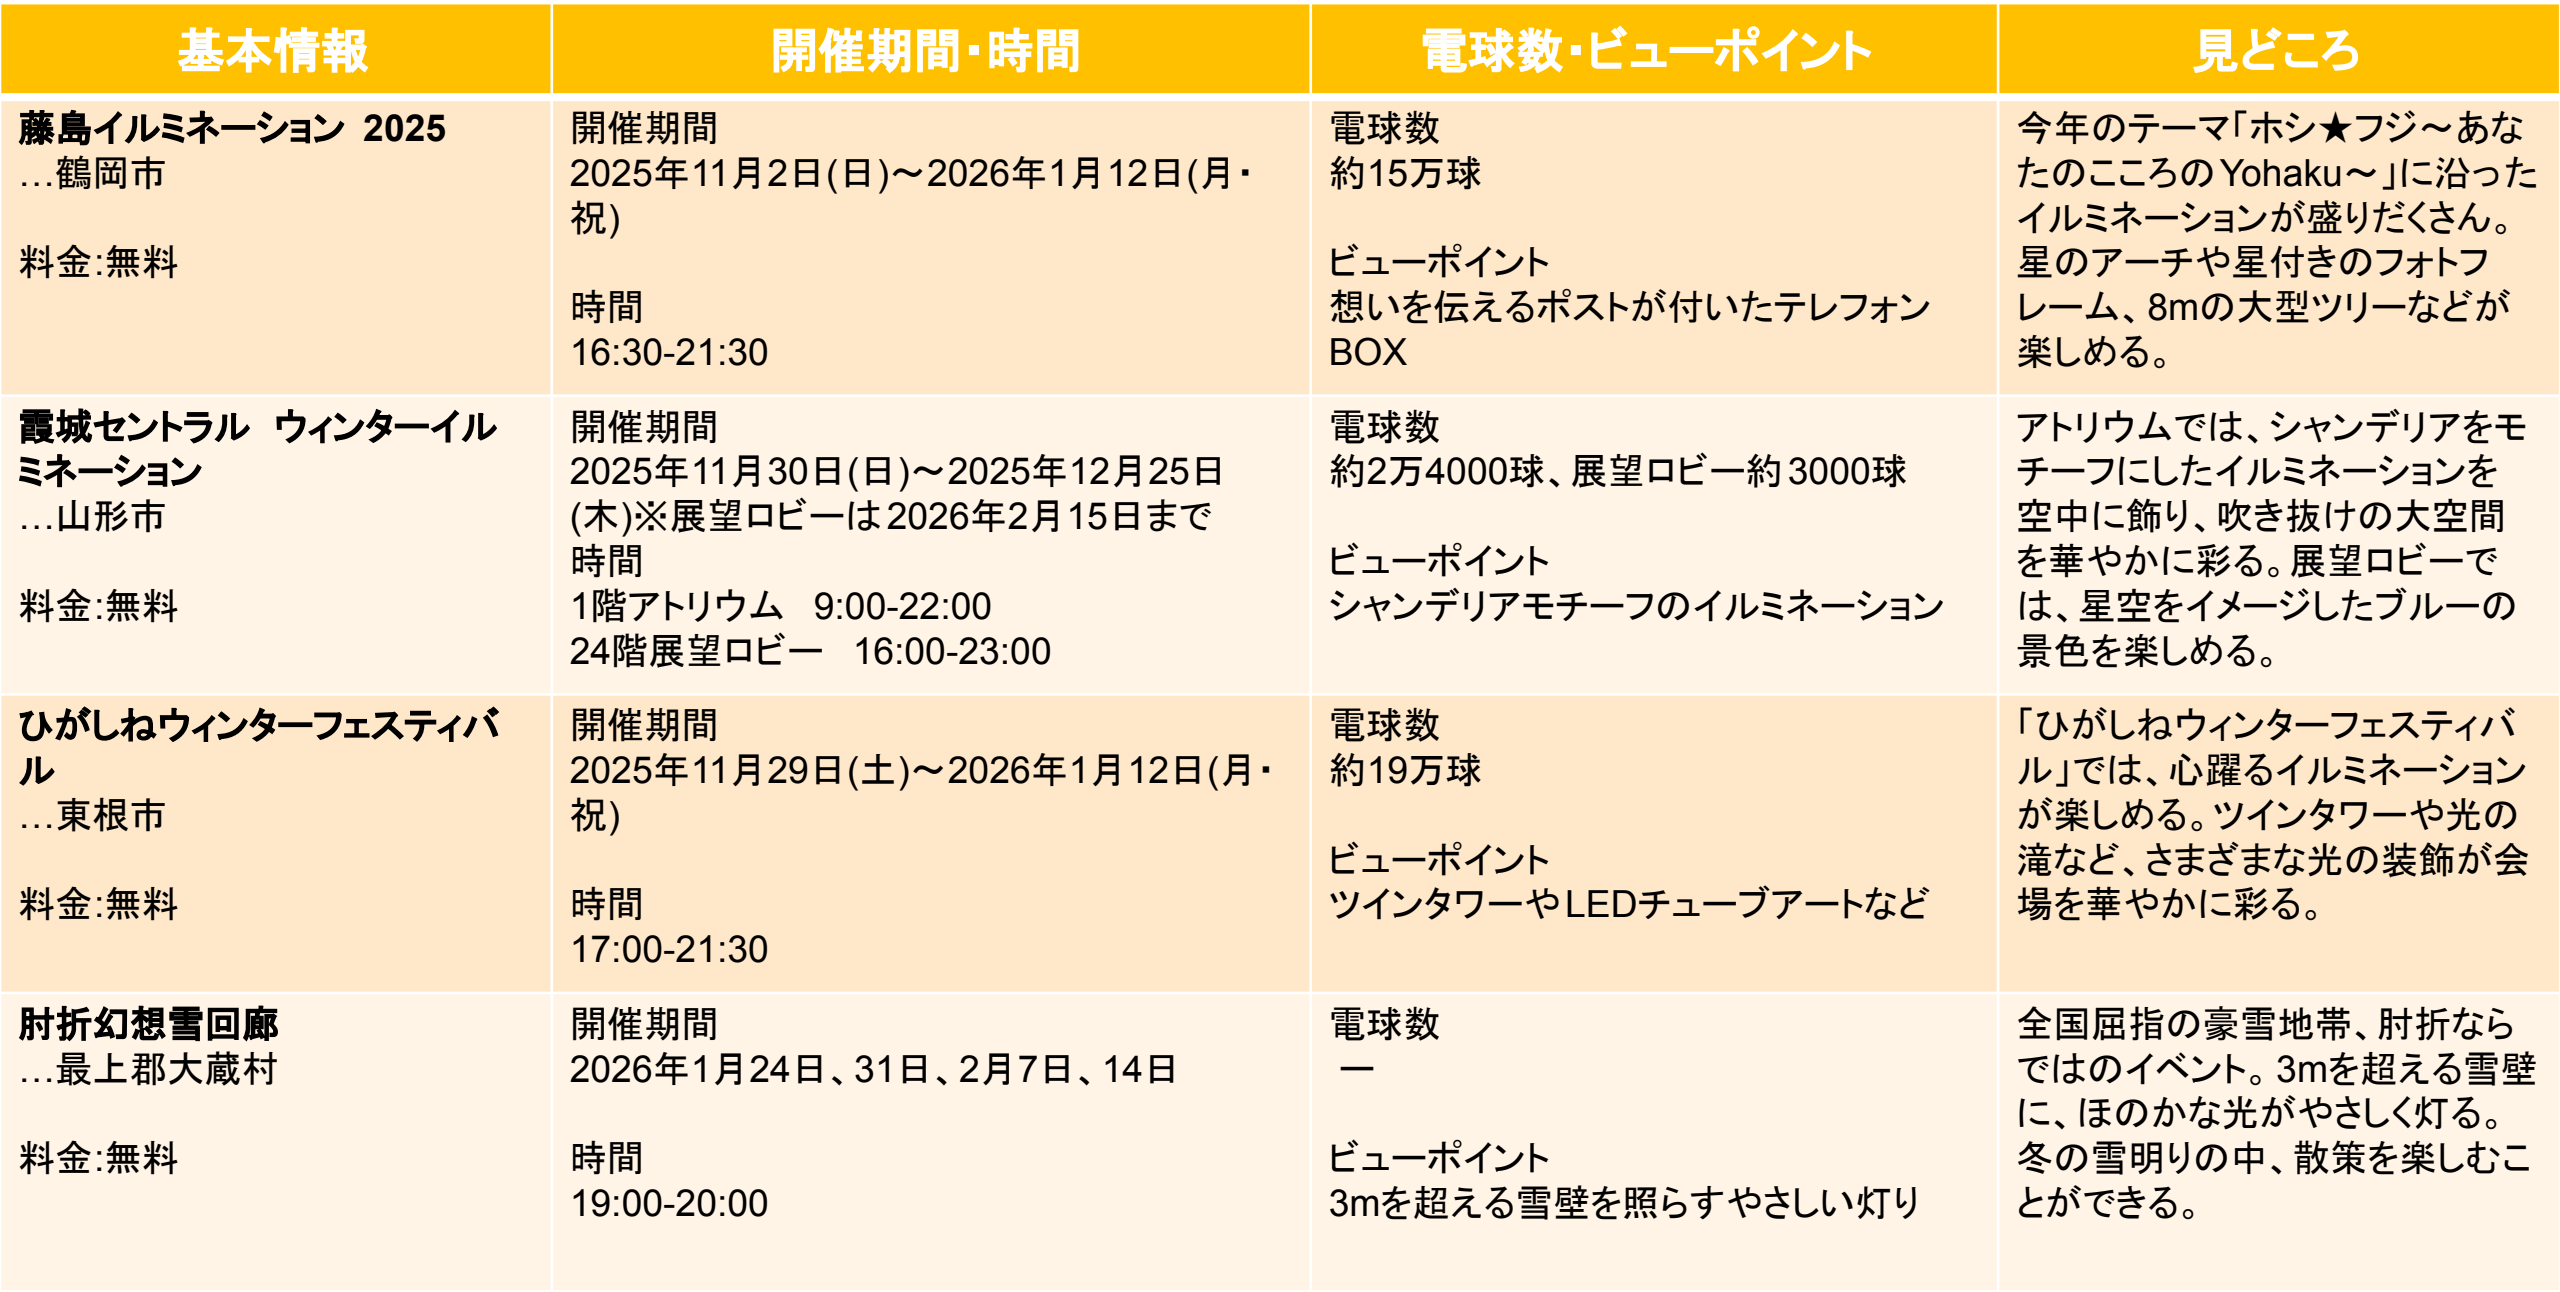 基本情報
開催期間・時間
電球数・ビューポイント
見どころ
藤島イルミネーション 2025
…鶴岡市
料金:無料
開催期間
2025年11月2日(日)～2026年1月12日(月・
祝)
時間
16:30-21:30
電球数
約15万球
ビューポイント
想いを伝えるポストが付いたテレフォン
BOX
今年のテーマ「ホシ★フジ～あな
たのこころのYohaku～」に沿った
イルミネーションが盛りだくさん。
星のアーチや星付きのフォトフ
レーム、8mの大型ツリーなどが
楽しめる。
霞城セントラル　ウィンターイル
ミネーション
…山形市
料金:無料
開催期間
2025年11月30日(日)～2025年12月25日
(木)※展望ロビーは2026年2月15日まで
時間
1階アトリウム　9:00-22:00
24階展望ロビー　16:00-23:00
電球数
約2万4000球、展望ロビー約3000球
ビューポイント
シャンデリアモチーフのイルミネーション
アトリウムでは、シャンデリアをモ
チーフにしたイルミネーションを
空中に飾り、吹き抜けの大空間
を華やかに彩る。展望ロビーで
は、星空をイメージしたブルーの
景色を楽しめる。
ひがしねウィンターフェスティバ
ル
…東根市
料金:無料
開催期間
2025年11月29日(土)～2026年1月12日(月・
祝)
時間
17:00-21:30
電球数
約19万球
ビューポイント
ツインタワーやLEDチューブアートなど
「ひがしねウィンターフェスティバ
ル」では、心躍るイルミネーション
が楽しめる。ツインタワーや光の
滝など、さまざまな光の装飾が会
場を華やかに彩る。
肘折幻想雪回廊
…最上郡大蔵村
料金:無料
開催期間
2026年1月24日、31日、2月7日、14日
時間
19:00-20:00
電球数
ー
ビューポイント
3mを超える雪壁を照らすやさしい灯り
全国屈指の豪雪地帯、肘折なら
ではのイベント。3mを超える雪壁
に、ほのかな光がやさしく灯る。
冬の雪明りの中、散策を楽しむこ
とができる。